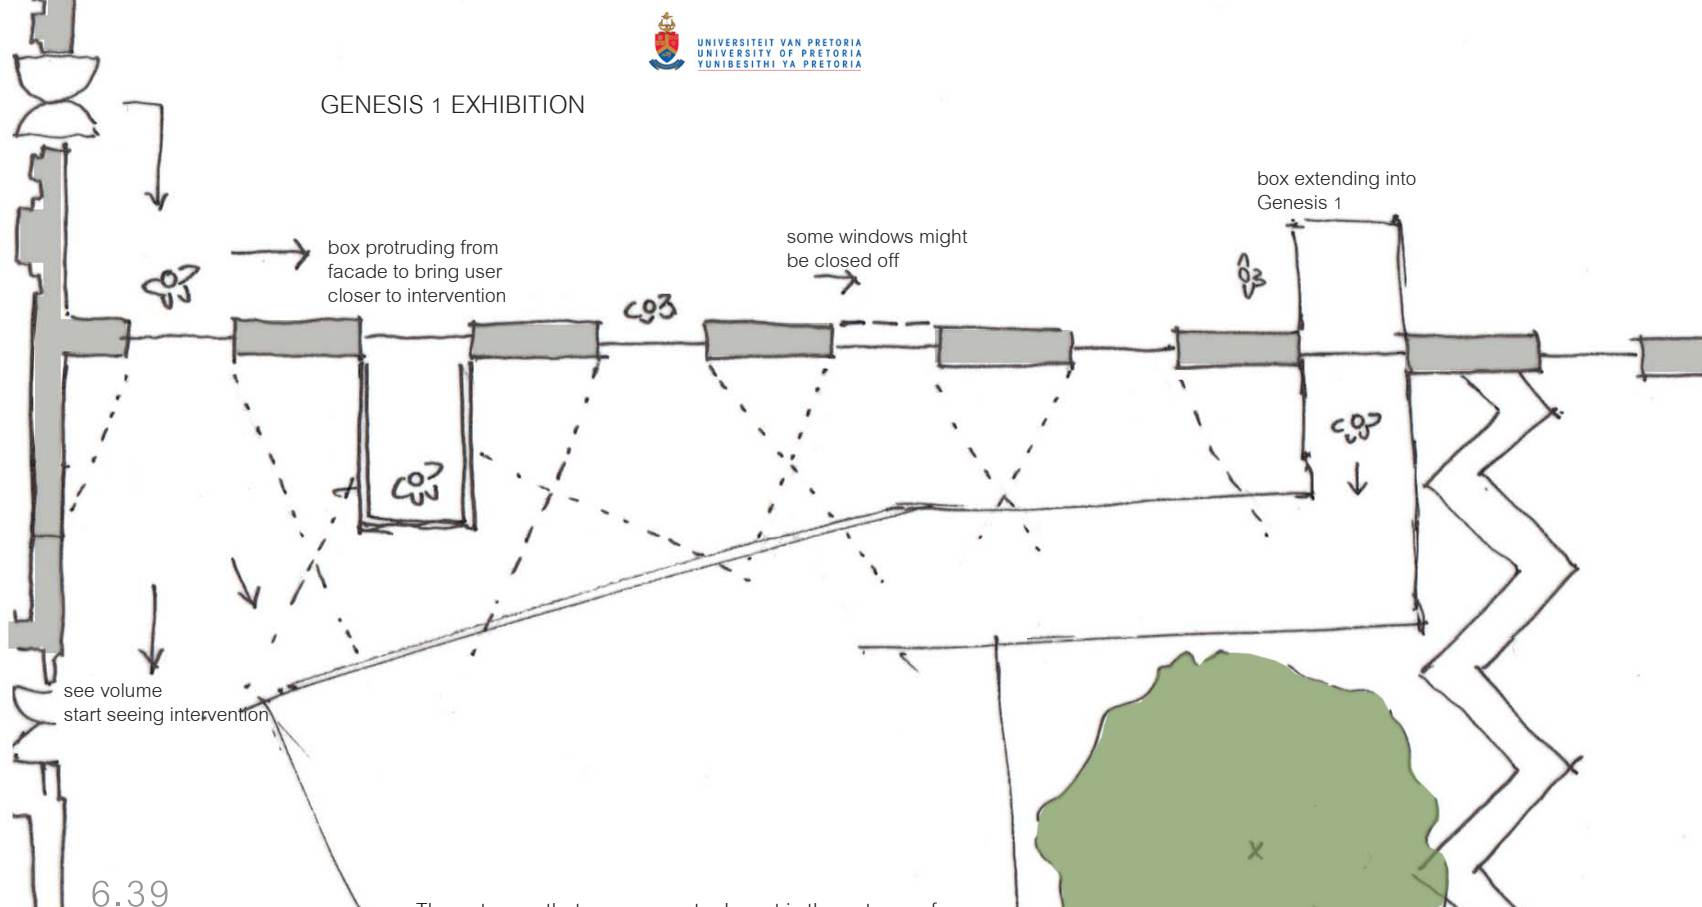 UNIVERSITEIT VAN PRETORIA
UNIVERSITY OF PRETORIA
YUNIBESITHI YA PRETORIA
GENESIS 1 EXHIBITION
box extending into
Genesis 1
some windows might
be closed off
box protruding from
facade to bring user
closer to intervention
see volume
start seeing intervention
6.39